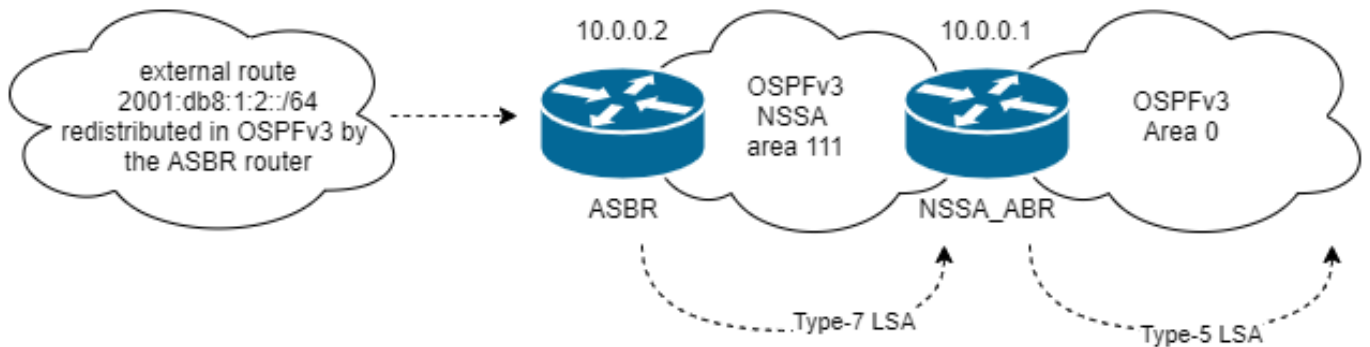 external route
2001:db8:1:2::/64
redistributed in OSPFv3 by
the ASBR router
10.0.0.2
ASBR
OSPFv3
NSSA
area 111
10.0.0.1
NSSA_ABR
OSPFv3
Area 0
Type-7 LSA
Type-5 LSA